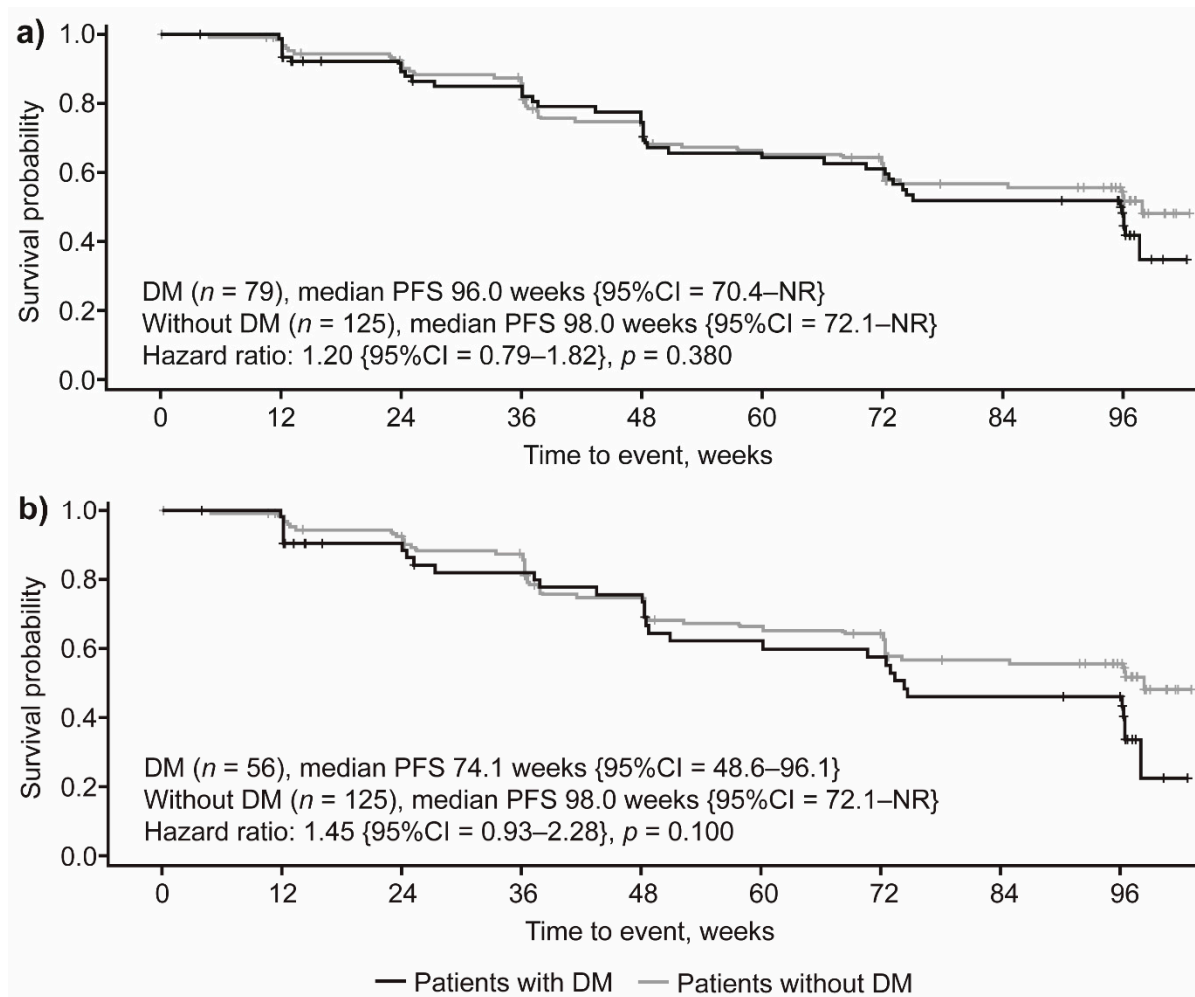 a)
Survival probability
1.0
0.8
0.6
0.4
0.2
0.0
DM (n = 79), median PFS 96.0 weeks {95%CI = 70.4–NR}
Without DM (n = 125), median PFS 98.0 weeks {95%CI = 72.1–NR}
Hazard ratio: 1.20 {95%CI = 0.79–1.82}, p = 0.380
0 12 24 36 48 60 72 84 96
Time to event, weeks
b)
Survival probability
1.0
0.8
0.6
0.4
0.2
0.0
DM (n = 56), median PFS 74.1 weeks {95%CI = 48.6–96.1}
Without DM (n = 125), median PFS 98.0 weeks {95%CI = 72.1–NR}
Hazard ratio: 1.45 {95%CI = 0.93–2.28}, p = 0.100
0 12 24 36 48 60 72 84 96
Time to event, weeks
Patients with DM Patients without DM